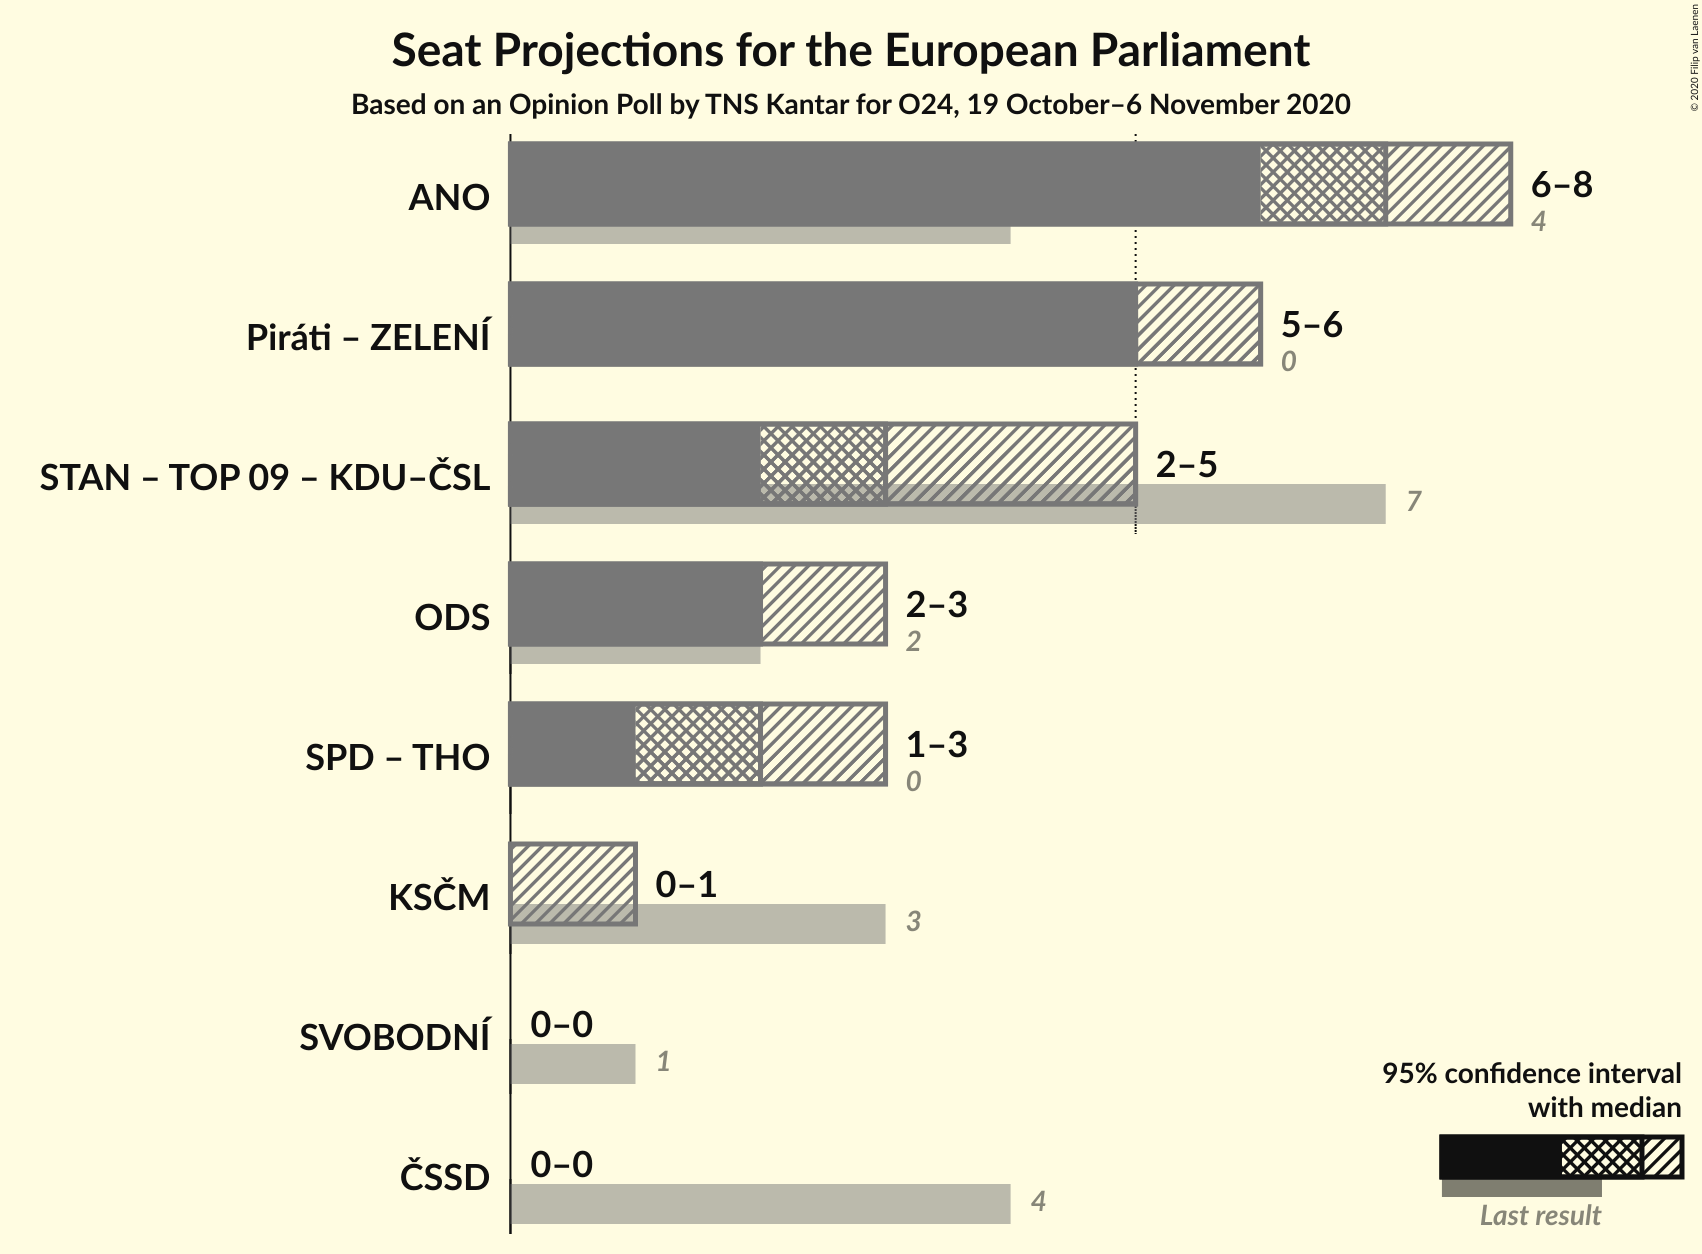 Seat Projections for the European Parliament
Based on an Opinion Poll by TNS Kantar for O24, 19 October–6 November 2020
© 2020 Filip van Laenen
ANO
6–8
4
Piráti – ZELENÍ
5–6
0
STAN – TOP 09 – KDU–ČSL
2–5
7
ODS
2–3
2
SPD – THO
1–3
0
KSČM
0–1
3
SVOBODNÍ
0–0
1
ČSSD
0–0
4
95% confidence interval
with median
Last result